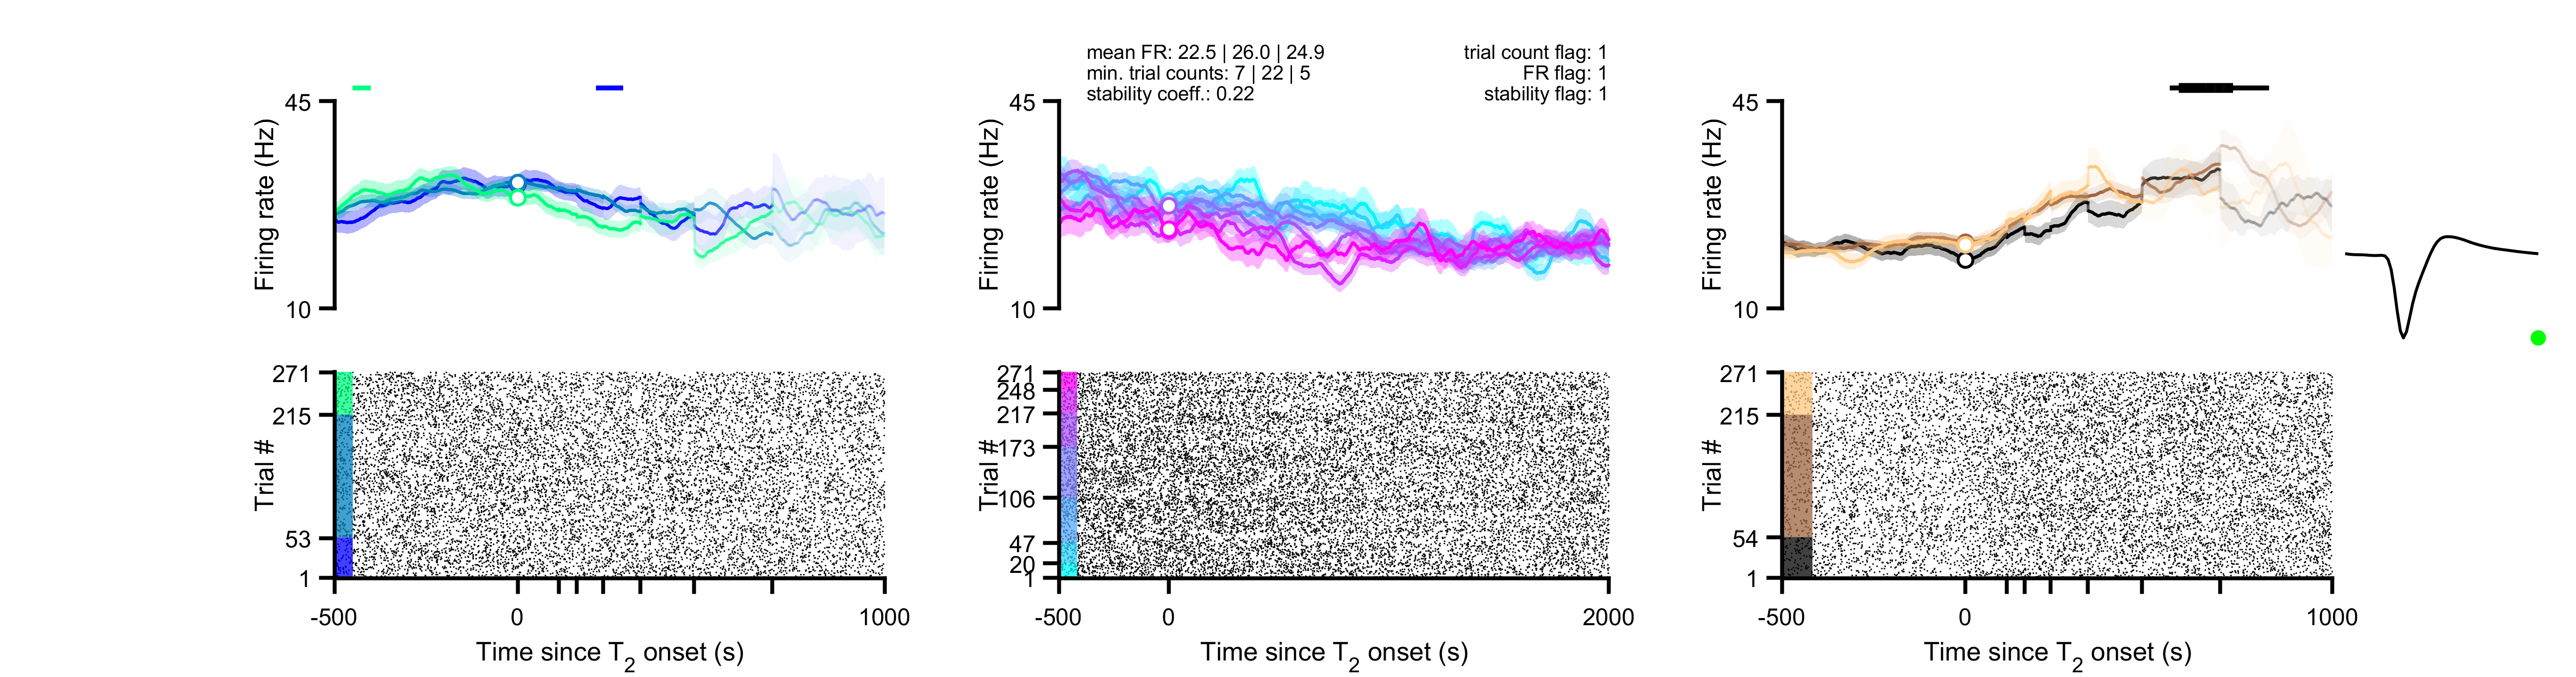 mean FR: 22.5 | 26.0 | 24.9
min. trial counts: 7 | 22 | 5
stability coeff.: 0.22
trial count flag: 1
FR flag: 1
stability flag: 1
45
10
Firing rate (Hz)
45
10
Firing rate (Hz)
45
10
Firing rate (Hz)
271
215
53
1
Trial #
-500
0
1000
Time since T2 onset (s)
271
248
217
173
106
47
20
1
Trial #
-500
0
2000
Time since T2 onset (s)
271
215
54
1
Trial #
-500
0
1000
Time since T2 onset (s)